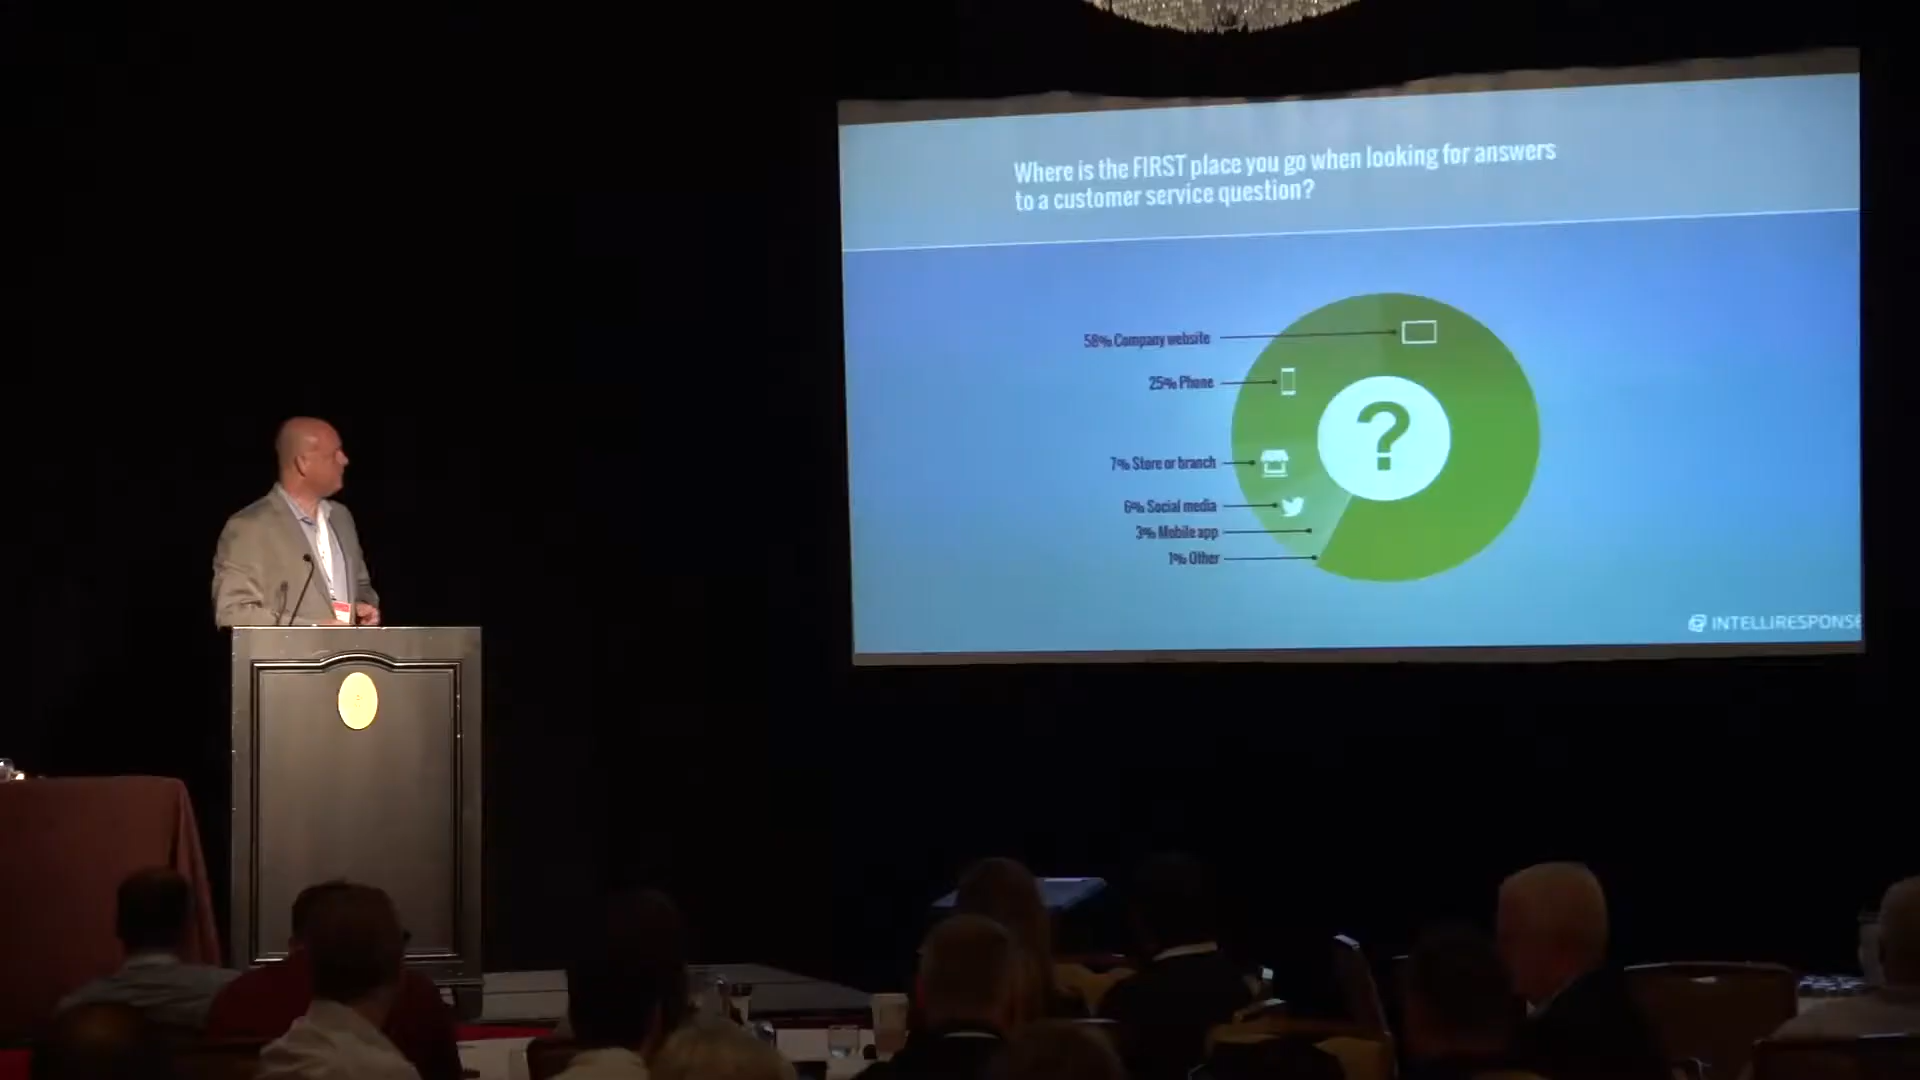 Where is the FIRST place you go when looking for answers
to a customer service question?
58% Company website
25% Phone
7% Store or branch
6% Social media
3% Mobile app
1% Other
?
INTELLIRESPONSE